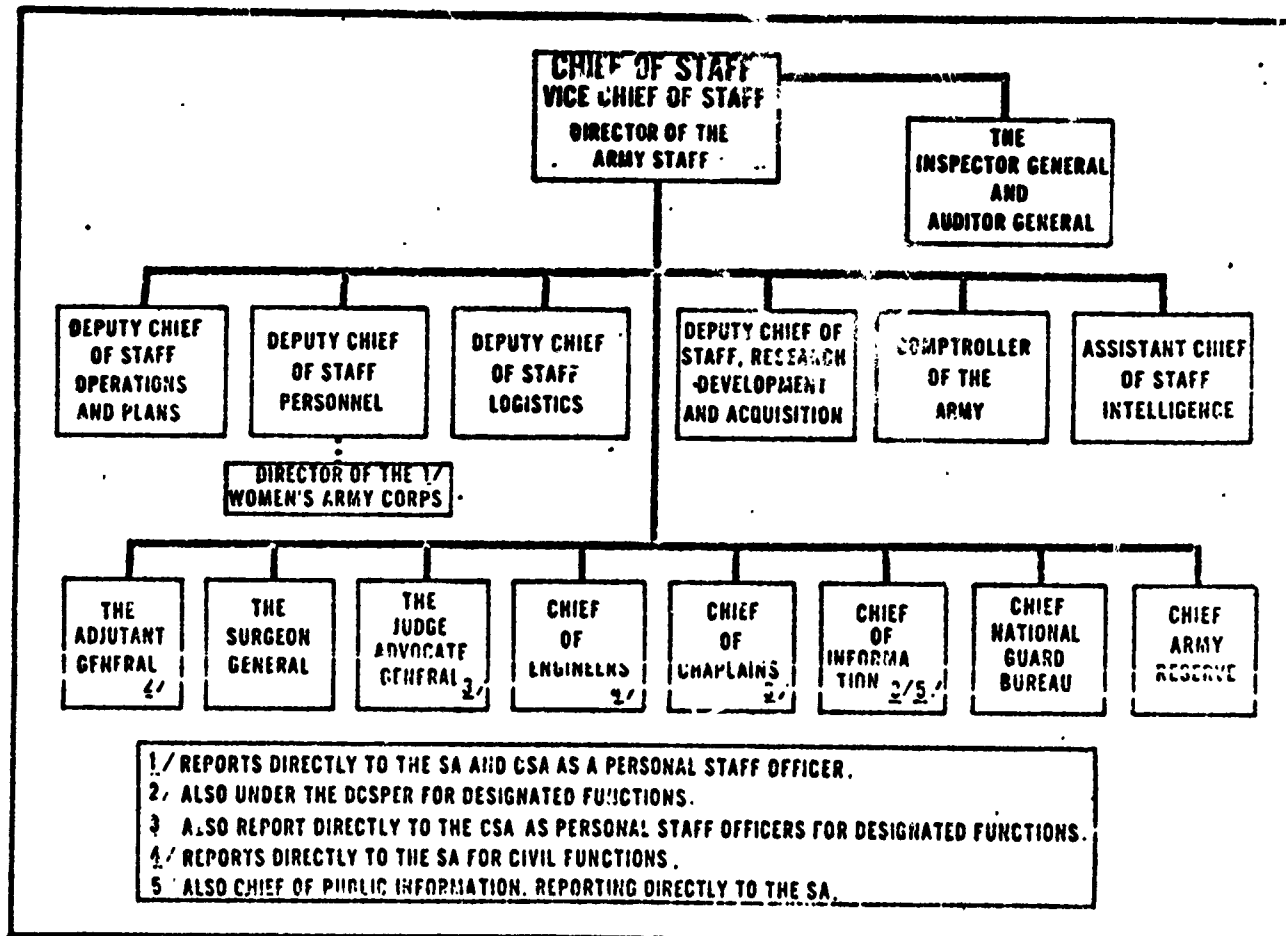 CHIEF OF STAFF
VICE CHIEF OF STAFF
DIRECTOR OF THE
ARMY STAFF
THE
INSPECTOR GENERAL
AND
AUDITOR GENERAL
DEPUTY CHIEF
OF STAFF
OPERATIONS
AND PLANS
DEPUTY CHIEF
OF STAFF
PERSONNEL
DEPUTY CHIEF
OF STAFF
LOGISTICS
DEPUTY CHIEF OF
STAFF, RESEARCH
DEVELOPMENT
AND ACQUISITION
COMPTROLLER
OF THE
ARMY
ASSISTANT CHIEF
OF STAFF
INTELLIGENCE
DIRECTOR OF THE 1/
WOMEN'S ARMY CORPS
THE
ADJUTANT
GENERAL
2/
THE
SURGEON
GENERAL
THE
JUDGE
ADVOCATE
GENERAL 3/
CHIEF
OF
ENGINEERS
4/
CHIEF
OF
CHAPLAINS
3/
CHIEF
OF
INFORMA
TION 3/5/
CHIEF
NATIONAL
GUARD
BUREAU
CHIEF
ARMY
RESERVE
1/ REPORTS DIRECTLY TO THE SA AND CSA AS A PERSONAL STAFF OFFICER.
2/ ALSO UNDER THE DCSPER FOR DESIGNATED FUNCTIONS.
3 ALSO REPORT DIRECTLY TO THE CSA AS PERSONAL STAFF OFFICERS FOR DESIGNATED FUNCTIONS.
4/ REPORTS DIRECTLY TO THE SA FOR CIVIL FUNCTIONS.
5 ALSO CHIEF OF PUBLIC INFORMATION. REPORTING DIRECTLY TO THE SA.